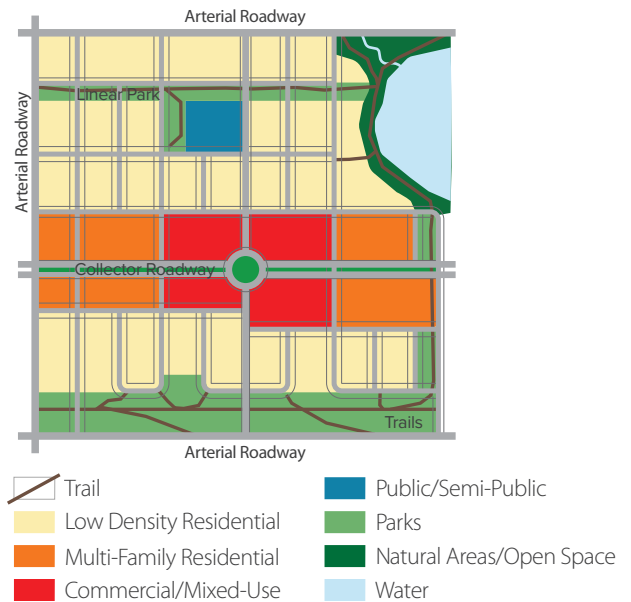 Arterial Roadway
Arterial Roadway
Linear Park
Collector Roadway
Trails
Arterial Roadway
Trail
Low Density Residential
Multi-Family Residential
Commercial/Mixed-Use
Public/Semi-Public
Parks
Natural Areas/Open Space
Water